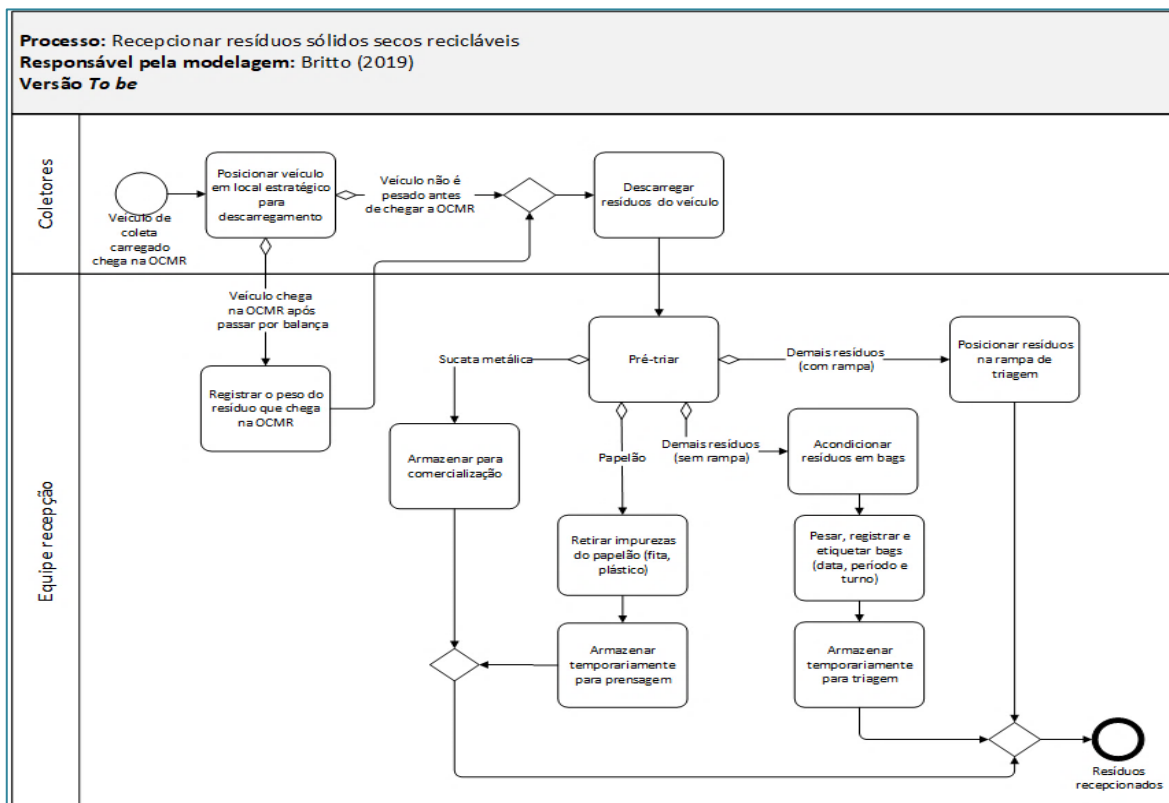 Processo: Recepcionar resíduos sólidos secos recicláveis
Responsável pela modelagem: Britto (2019)
Versão To be
Coletores
Veículo de
coleta
carregado
chega na OCMR
Posicionar veículo
em local estratégico
para
descarregamento
Veículo não é
pesado antes
de chegar a OCMR
Descarregar
resíduos do veículo
Equipe recepção
Veículo chega
na OCMR após
passar por balança
Registrar o peso do
resíduo que chega
na OCMR
Sucata metálica
Pré-triar
Demais resíduos
(com rampa)
Posicionar resíduos
na rampa de
triagem
Armazenar para
comercialização
Papelão
Demais resíduos
(sem rampa)
Acondicionar
resíduos em bags
Retirar impurezas
do papelão (fita,
plástico)
Pesar, registrar e
etiquetar bags
(data, período e
turno)
Armazenar
temporariamente
para prensagem
Armazenar
temporariamente
para triagem
Resíduos
recepcionados